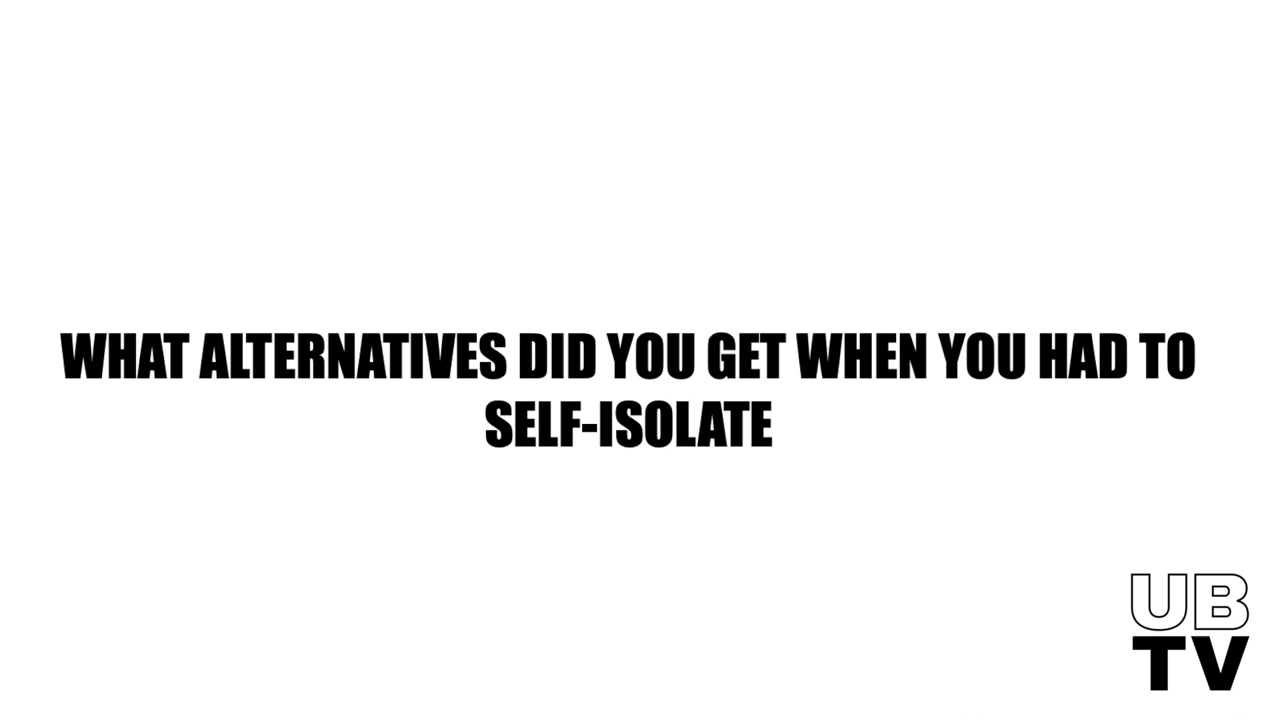 WHAT ALTERNATIVES DID YOU GET WHEN YOU HAD TO
SELF-ISOLATE
UB
TV